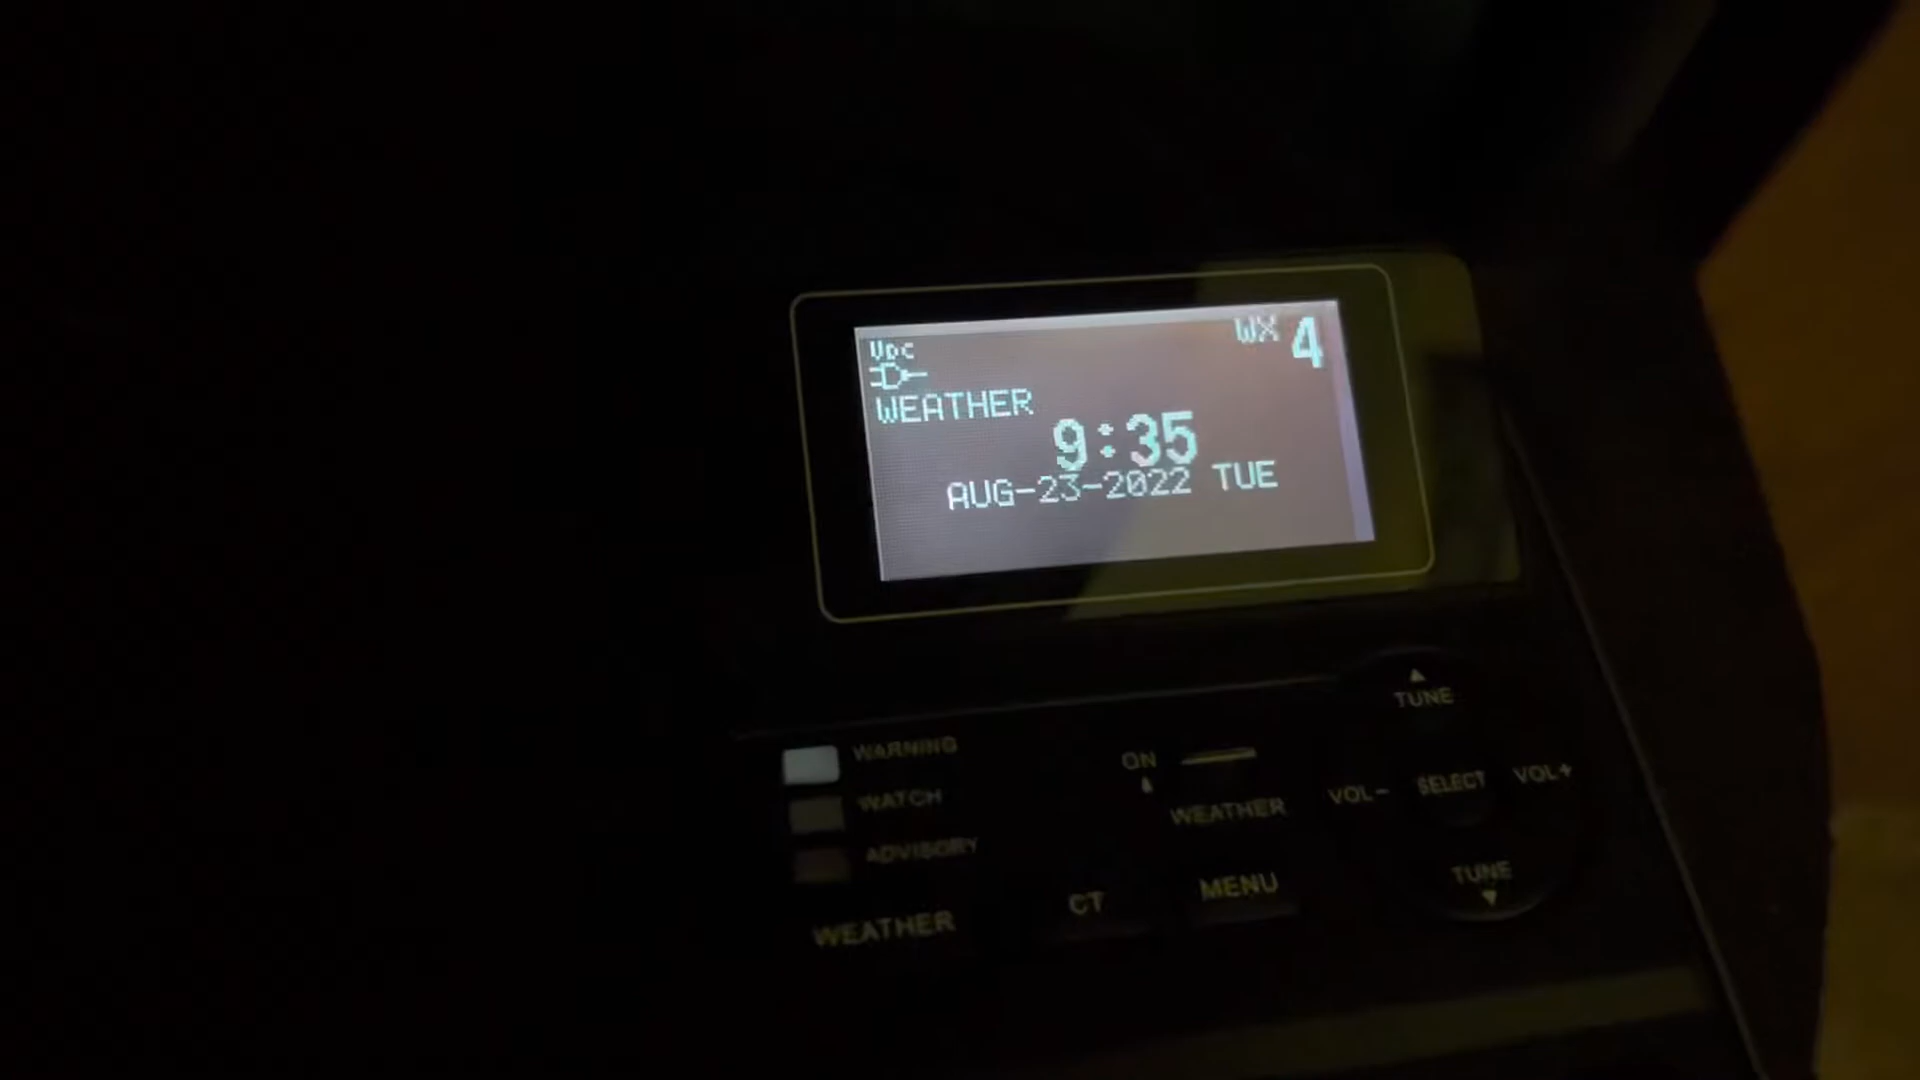 VDC
WX 4
WEATHER
9:35
AUG-23-2022 TUE
▲
TUNE
WARNING
ON
WATCH
WEATHER
VOL-
SELECT
VOL+
ADVISORY
TUNE
▼
WEATHER
CT
MENU